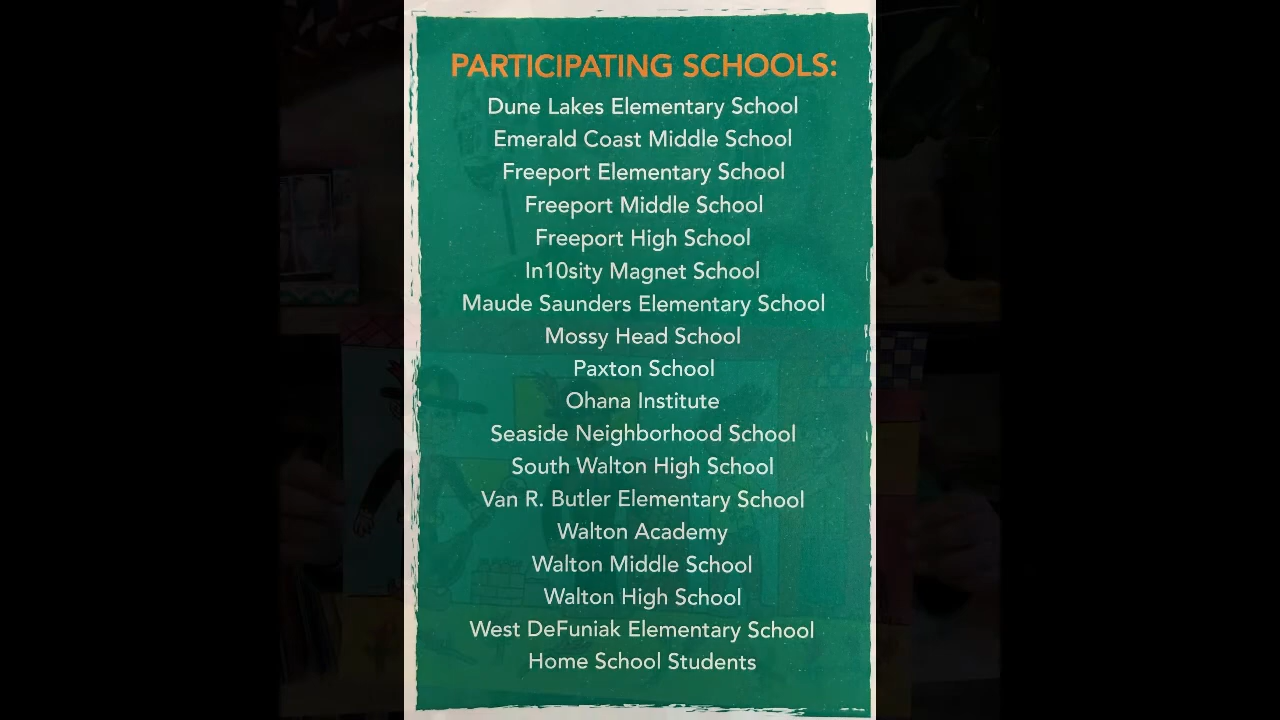 PARTICIPATING SCHOOLS:
Dune Lakes Elementary School
Emerald Coast Middle School
Freeport Elementary School
Freeport Middle School
Freeport High School
In10sity Magnet School
Maude Saunders Elementary School
Mossy Head School
Paxton School
Ohana Institute
Seaside Neighborhood School
South Walton High School
Van R. Butler Elementary School
Walton Academy
Walton Middle School
Walton High School
West DeFuniak Elementary School
Home School Students